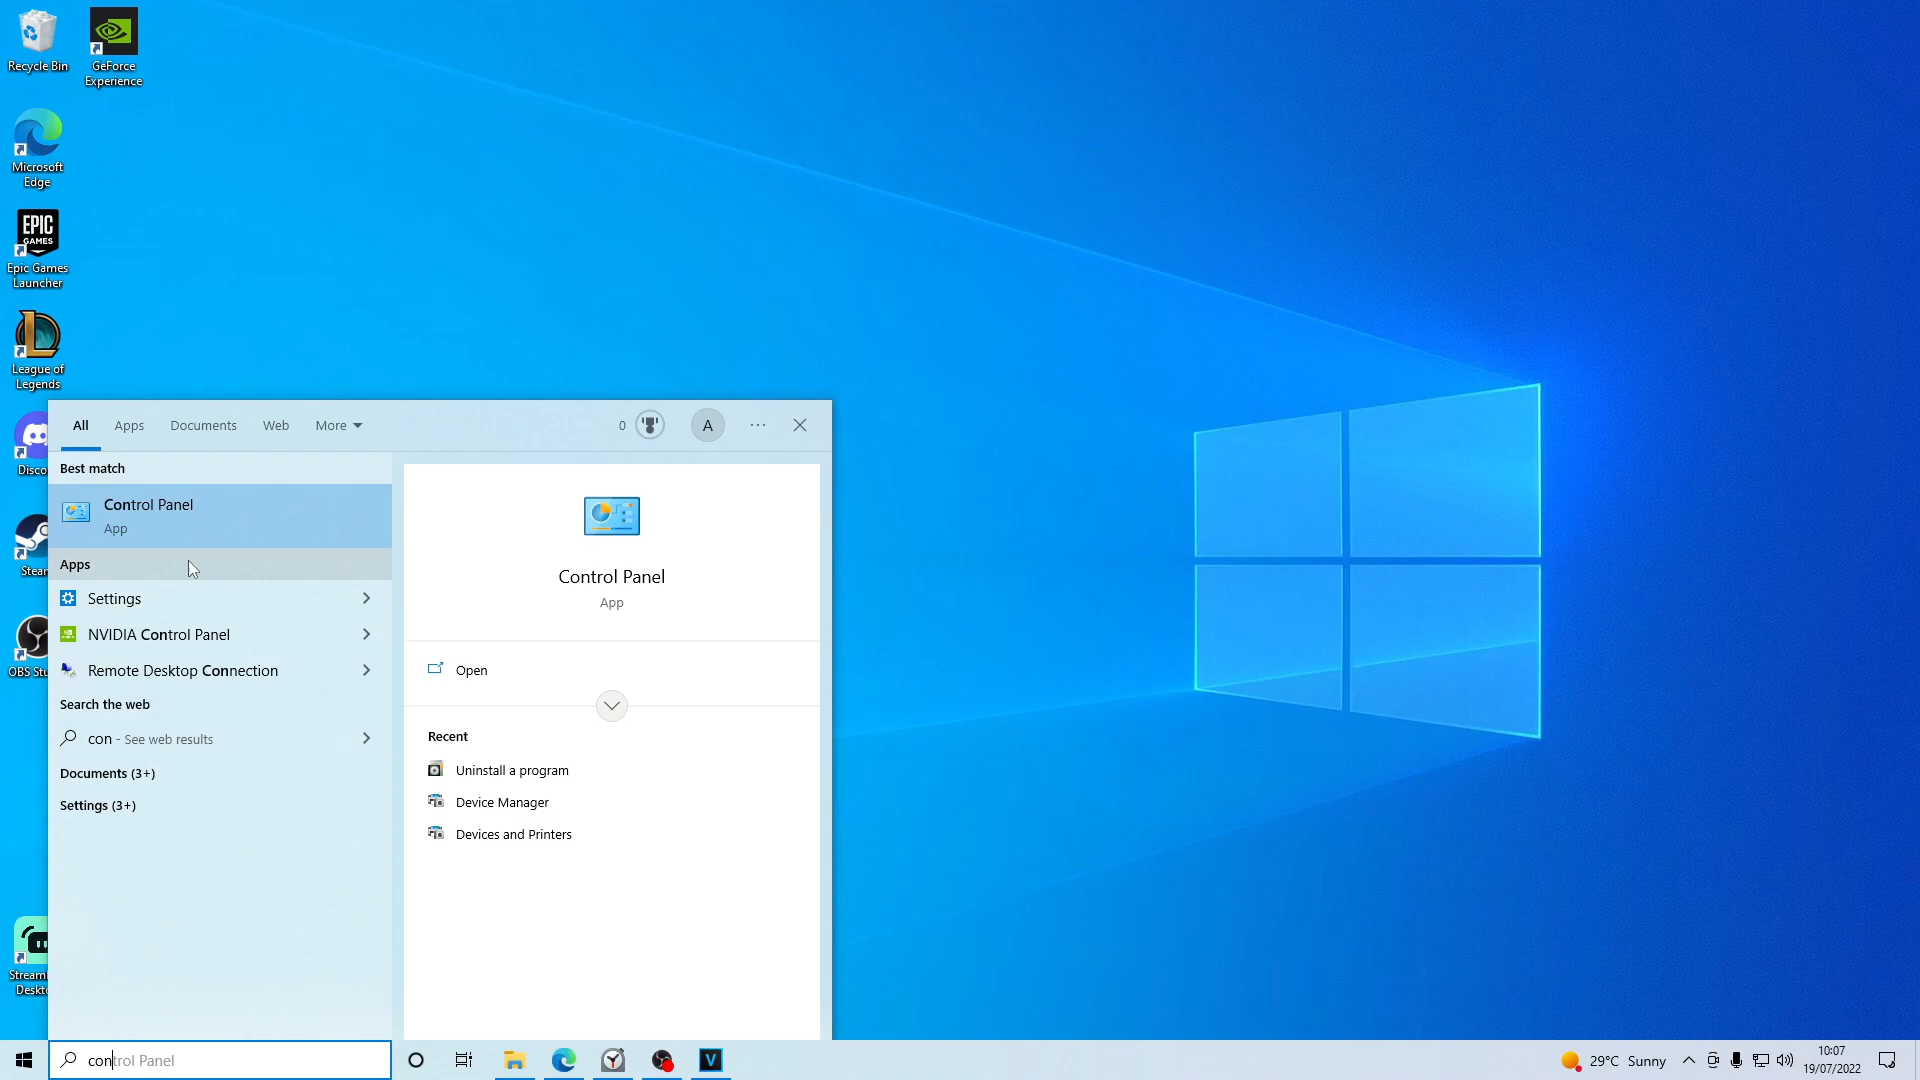 Recycle Bin
GeForce
Experience
Microsoft
Edge
EPIC
GAMES
Epic Games
Launcher
League of
Legends
Disco
Steam
OBS Stu
Streaml
Deskto
All
Apps
Documents
Web
More
0
A
Best match
Control Panel
App
Apps
Settings
NVIDIA Control Panel
Remote Desktop Connection
Search the web
con - See web results
Documents (3+)
Settings (3+)
Control Panel
App
Open
Recent
Uninstall a program
Device Manager
Devices and Printers
control Panel
V
29°C Sunny
10:07
19/07/2022